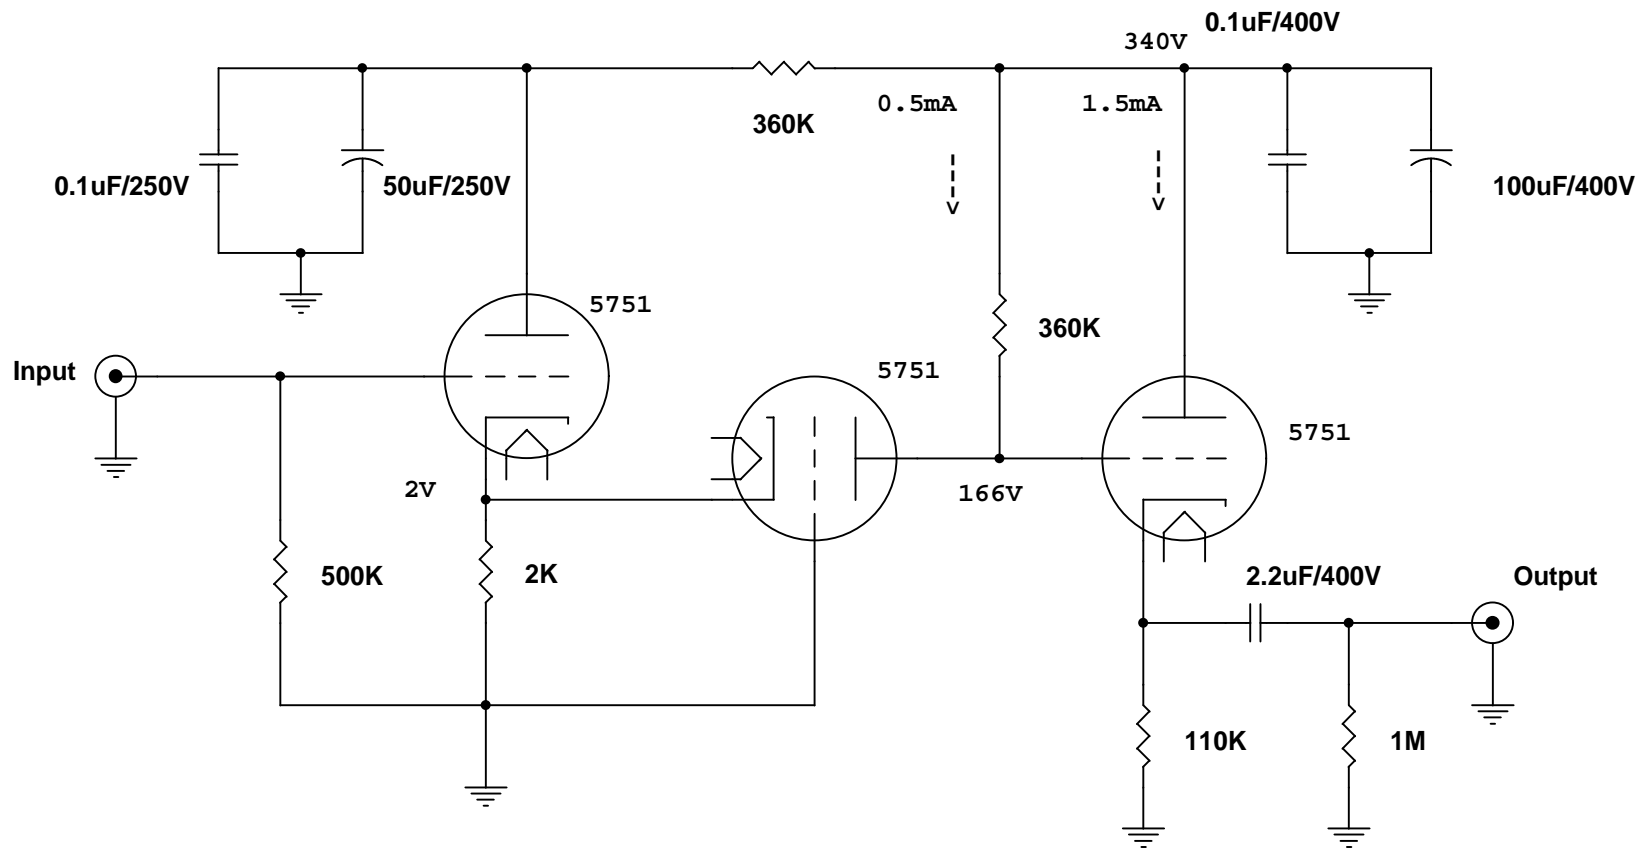 0.1uF/400V
340V
0.5mA
1.5mA
360K
0.1uF/250V
50uF/250V
100uF/400V
5751
360K
Input
5751
5751
2V
166V
500K
2K
2.2uF/400V
Output
110K
1M